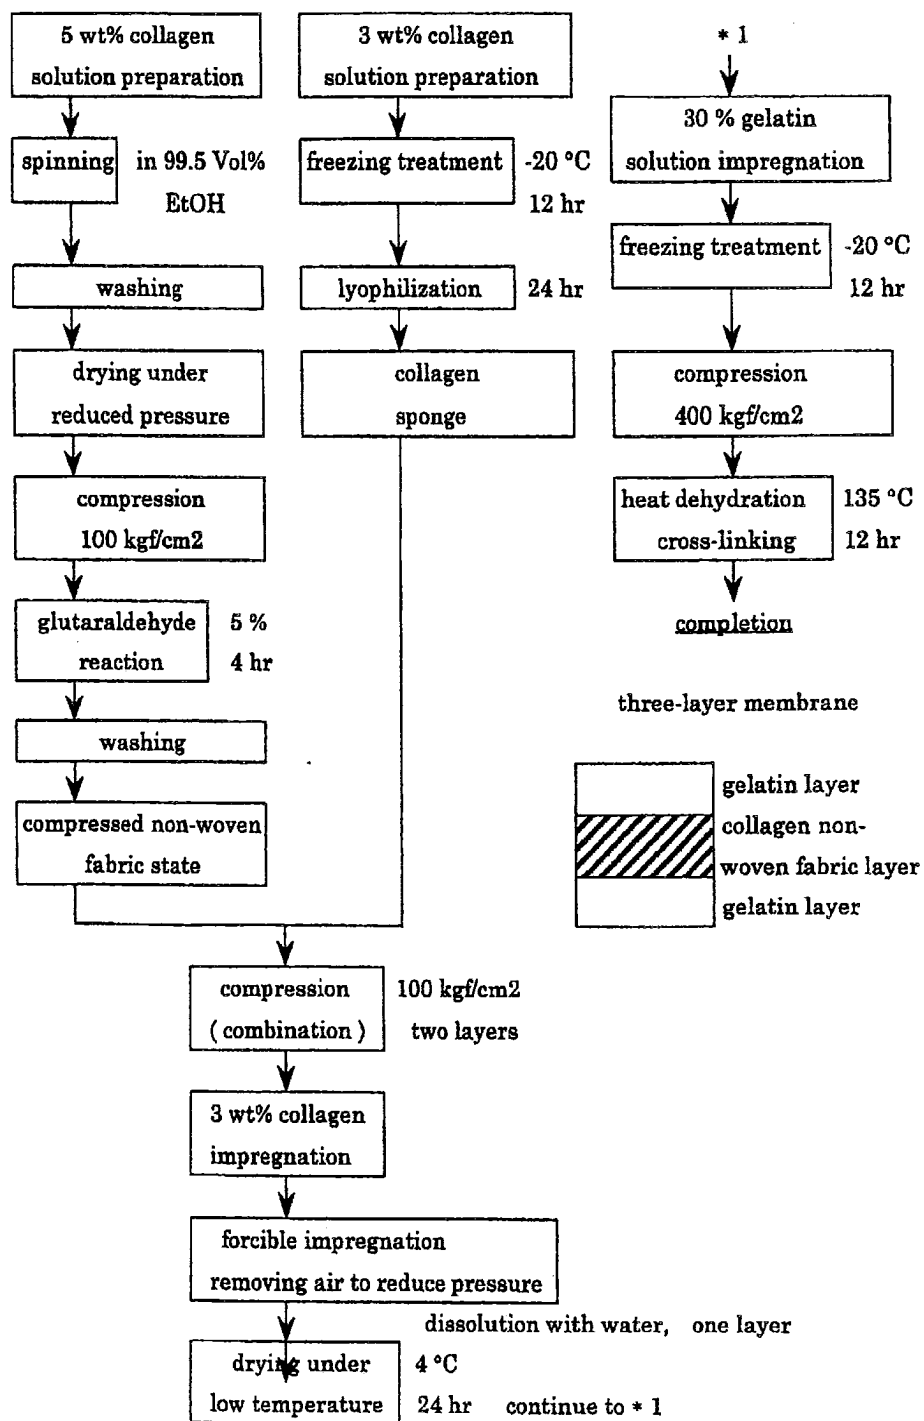 5 wt% collagen
solution preparation
spinning
in 99.5 Vol%
EtOH
washing
drying under
reduced pressure
compression
100 kgf/cm2
glutaraldehyde
reaction
5 %
4 hr
washing
compressed non-woven
fabric state
3 wt% collagen
solution preparation
freezing treatment
-20 °C
12 hr
lyophilization
24 hr
collagen
sponge
compression
( combination )
100 kgf/cm2
two layers
3 wt% collagen
impregnation
forcible impregnation
removing air to reduce pressure
dissolution with water, one layer
drying under
low temperature
4 °C
24 hr continue to * 1
* 1
30 % gelatin
solution impregnation
freezing treatment
-20 °C
12 hr
compression
400 kgf/cm2
heat dehydration
cross-linking
135 °C
12 hr
completion
three-layer membrane
gelatin layer
collagen non-
woven fabric layer
gelatin layer